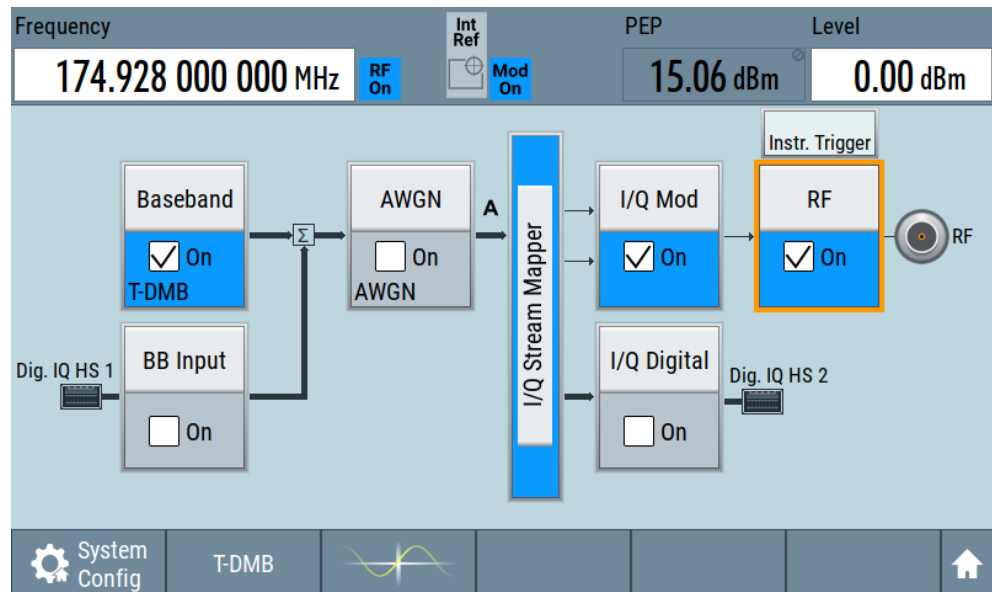 Frequency
Int
Ref
PEP
Level
174.928 000 000 MHz
RF
On
Mod
On
15.06 dBm
0.00 dBm
Instr. Trigger
Baseband
On
T-DMB
Σ
AWGN
On
AWGN
A
I/Q Stream Mapper
I/Q Mod
On
RF
On
RF
Dig. IQ HS 1
BB Input
On
I/Q Digital
On
Dig. IQ HS 2
System
Config
T-DMB